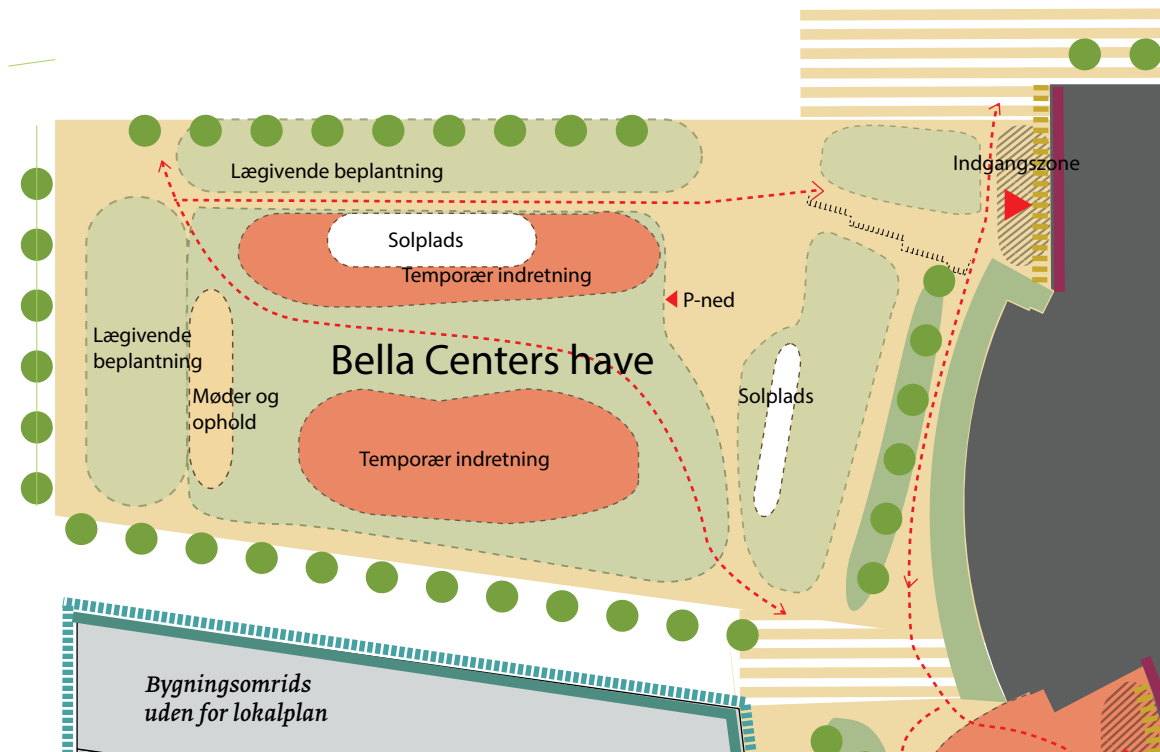 Lægivende beplantning
Indgangszone
Solplads
Temporær indretning
P-ned
Lægivende
beplantning
Bella Centers have
Møder og
ophold
Solplads
Temporær indretning
Bygningsomrids
uden for lokalplan